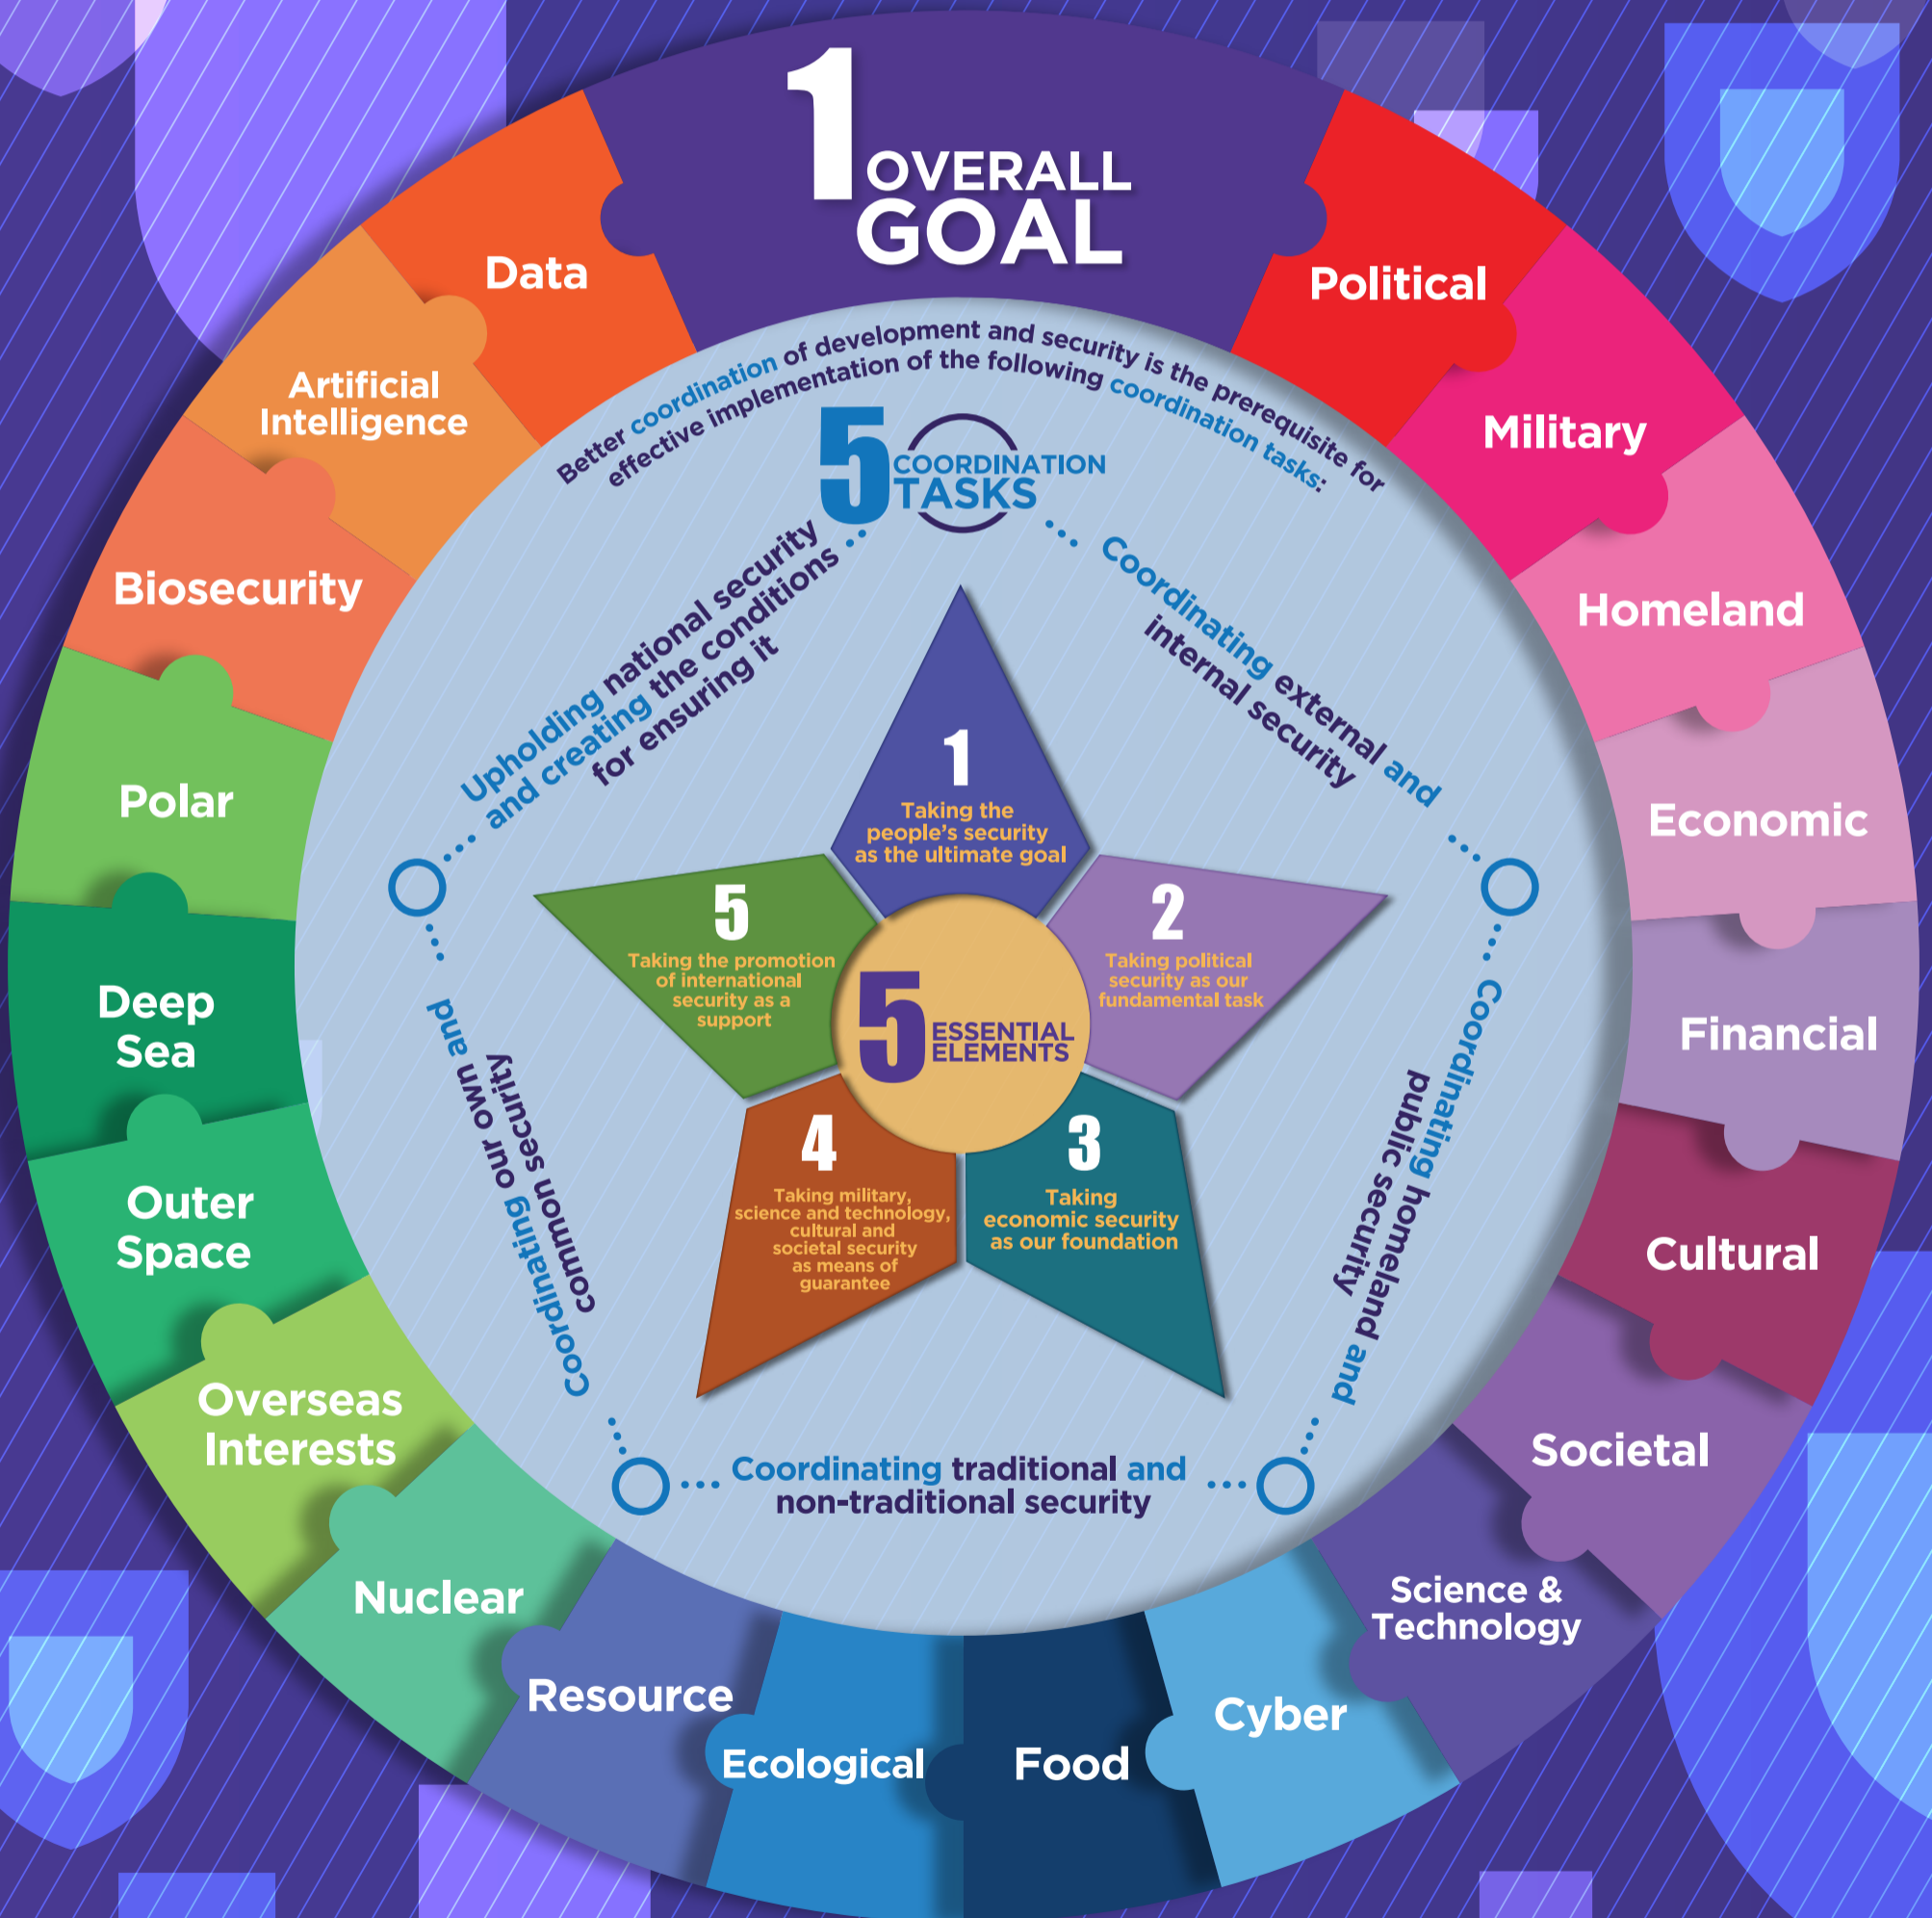 1 OVERALL
GOAL
Political
Military
Homeland
Economic
Financial
Cultural
Societal
Science &
Technology
Cyber
Food
Ecological
Resource
Nuclear
Overseas
Interests
Outer
Space
Deep
Sea
Polar
Biosecurity
Artificial
Intelligence
Data
Better coordination of development and security is the prerequisite for
effective implementation of the following coordination tasks:
5 COORDINATION
TASKS
Coordinating external and
internal security
Coordinating homeland and
public security
Coordinating traditional and
non-traditional security
Coordinating our own and
common security
Upholding national security
and creating the conditions
for ensuring it
5 ESSENTIAL
ELEMENTS
1
Taking the
people's security
as the ultimate goal
2
Taking political
security as our
fundamental task
3
Taking
economic security
as our foundation
4
Taking military,
science and technology,
cultural and
societal security
as means of
guarantee
5
Taking the promotion
of international
security as a
support